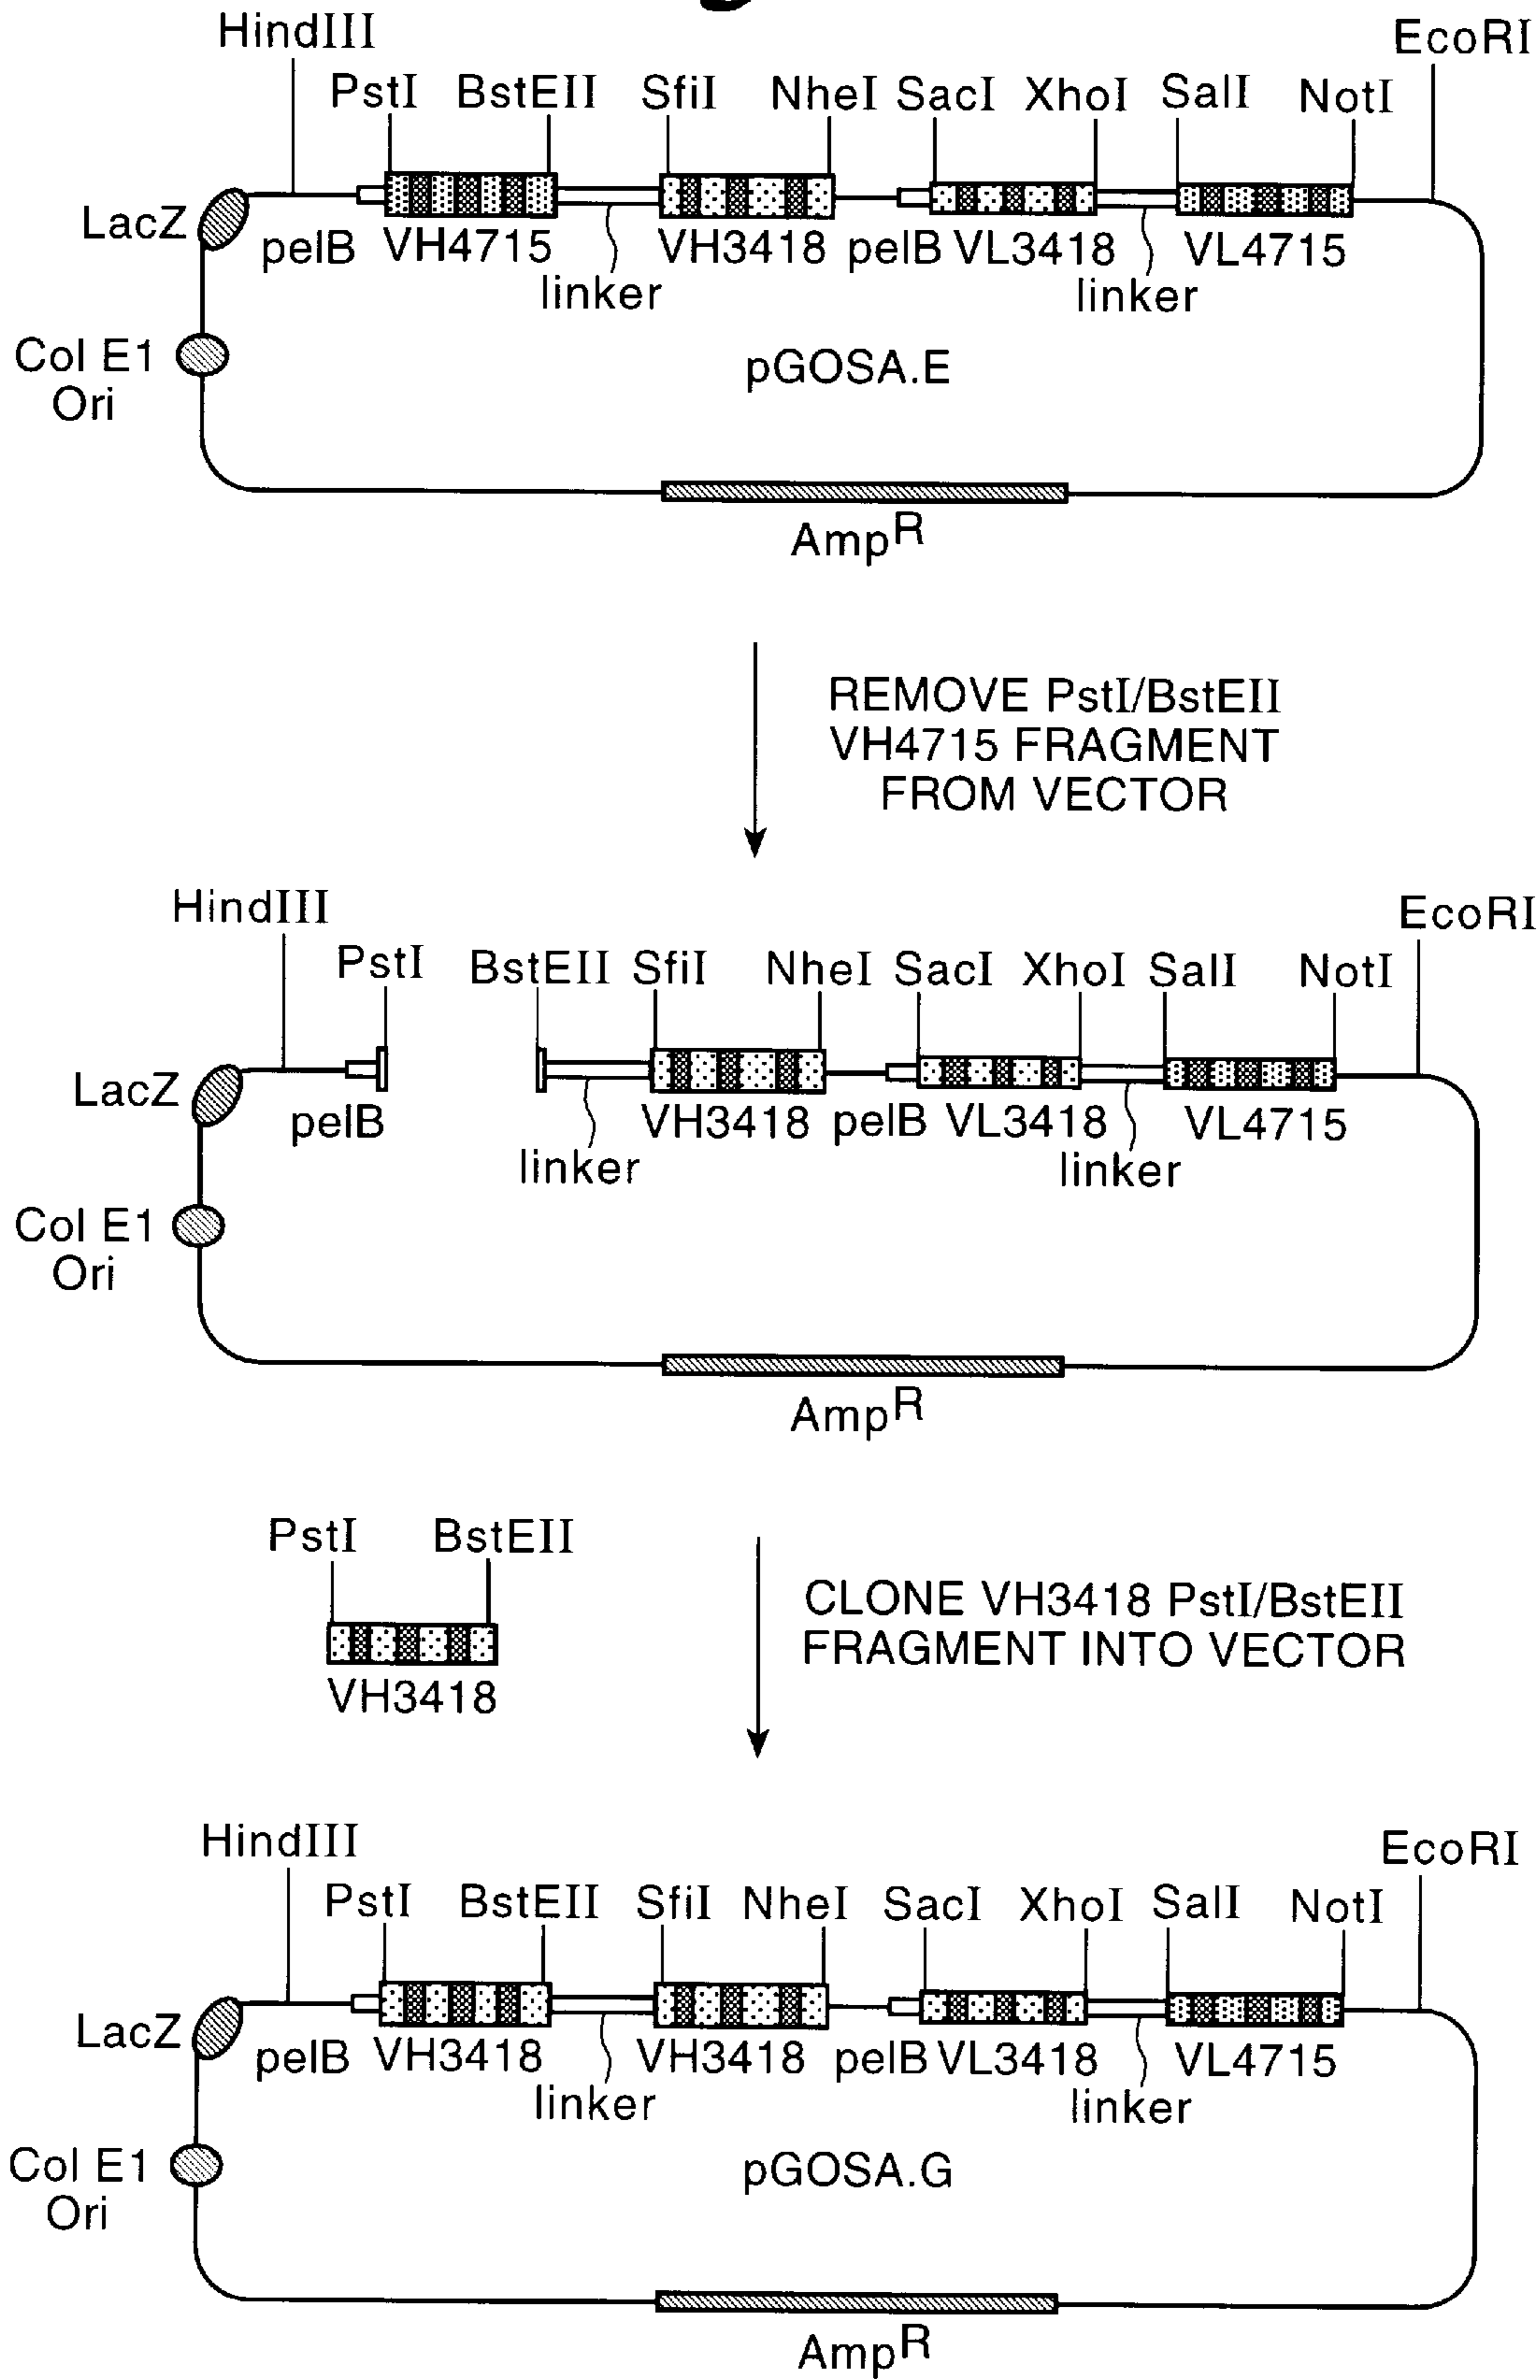 HindIII
EcoRI
PstI BstEII SfiI NheI SacI XhoI SalI NotI
LacZ
pelB VH4715 VH3418 pelB VL3418 VL4715
linker linker
Col E1
Ori
pGOSA.E
Amp^R
REMOVE PstI/BstEII
VH4715 FRAGMENT
FROM VECTOR
HindIII
EcoRI
PstI BstEII SfiI NheI SacI XhoI SalI NotI
LacZ
pelB VH3418 pelB VL3418 VL4715
linker linker
Col E1
Ori
Amp^R
PstI BstEII
VH3418
CLONE VH3418 PstI/BstEII
FRAGMENT INTO VECTOR
HindIII
EcoRI
PstI BstEII SfiI NheI SacI XhoI SalI NotI
LacZ
pelB VH3418 VH3418 pelB VL3418 VL4715
linker linker
Col E1
Ori
pGOSA.G
Amp^R